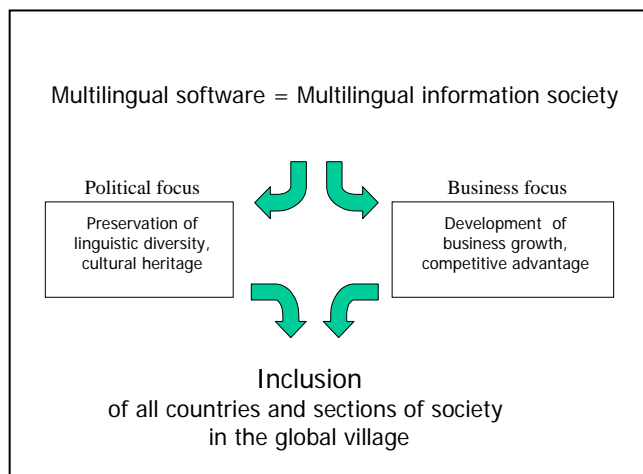 Multilingual software = Multilingual information society
Political focus
Preservation of
linguistic diversity,
cultural heritage
Business focus
Development of
business growth,
competitive advantage
Inclusion
of all countries and sections of society
in the global village